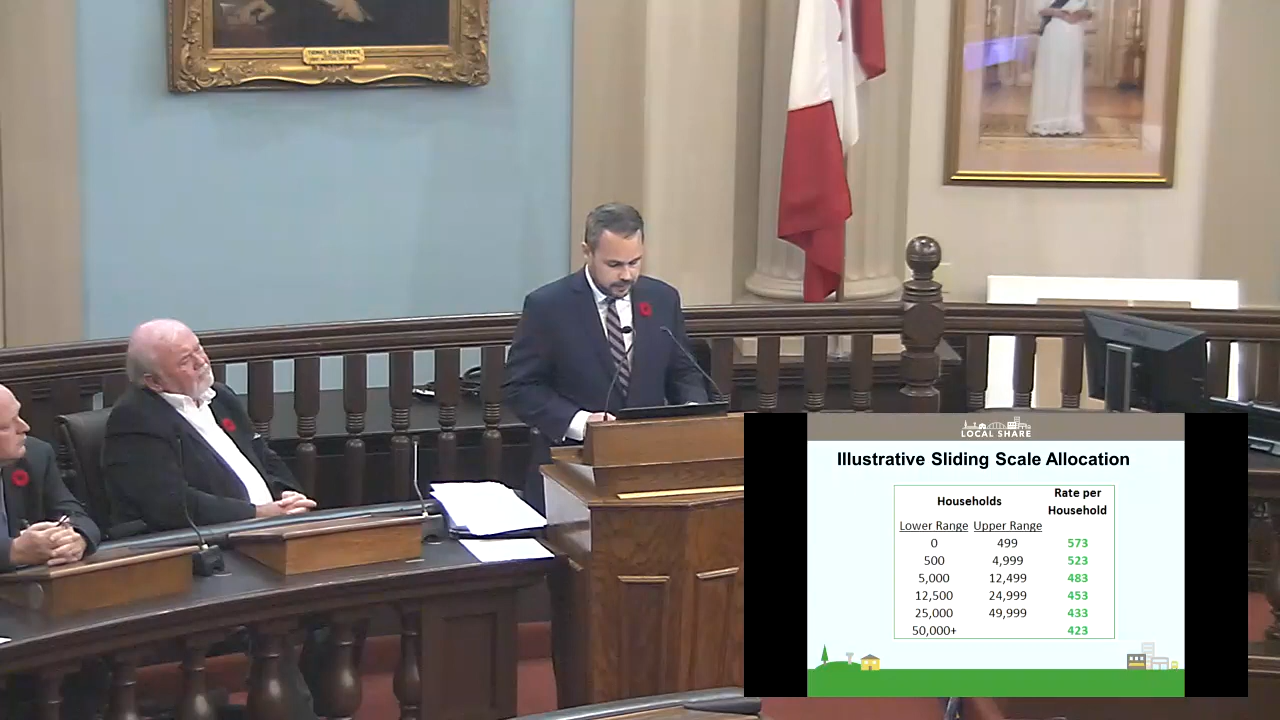 LOCAL SHARE
Illustrative Sliding Scale Allocation
Households
Rate per
Household
Lower Range Upper Range
0 499 573
500 4,999 523
5,000 12,499 483
12,500 24,999 453
25,000 49,999 433
50,000+ 423